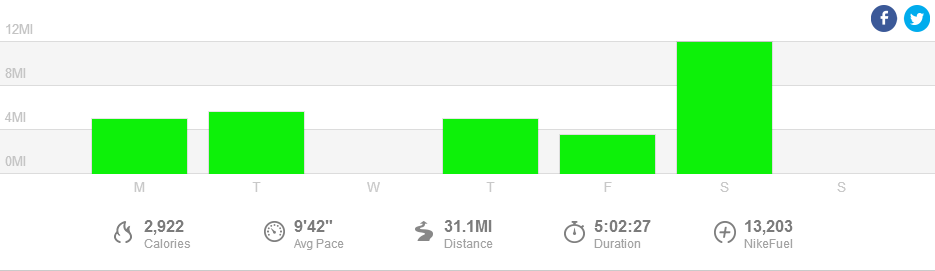 12MI
8MI
4MI
0MI
M T W T F S S
2,922 9'42" 31.1MI 5:02:27 13,203
Calories Avg Pace Distance Duration NikeFuel